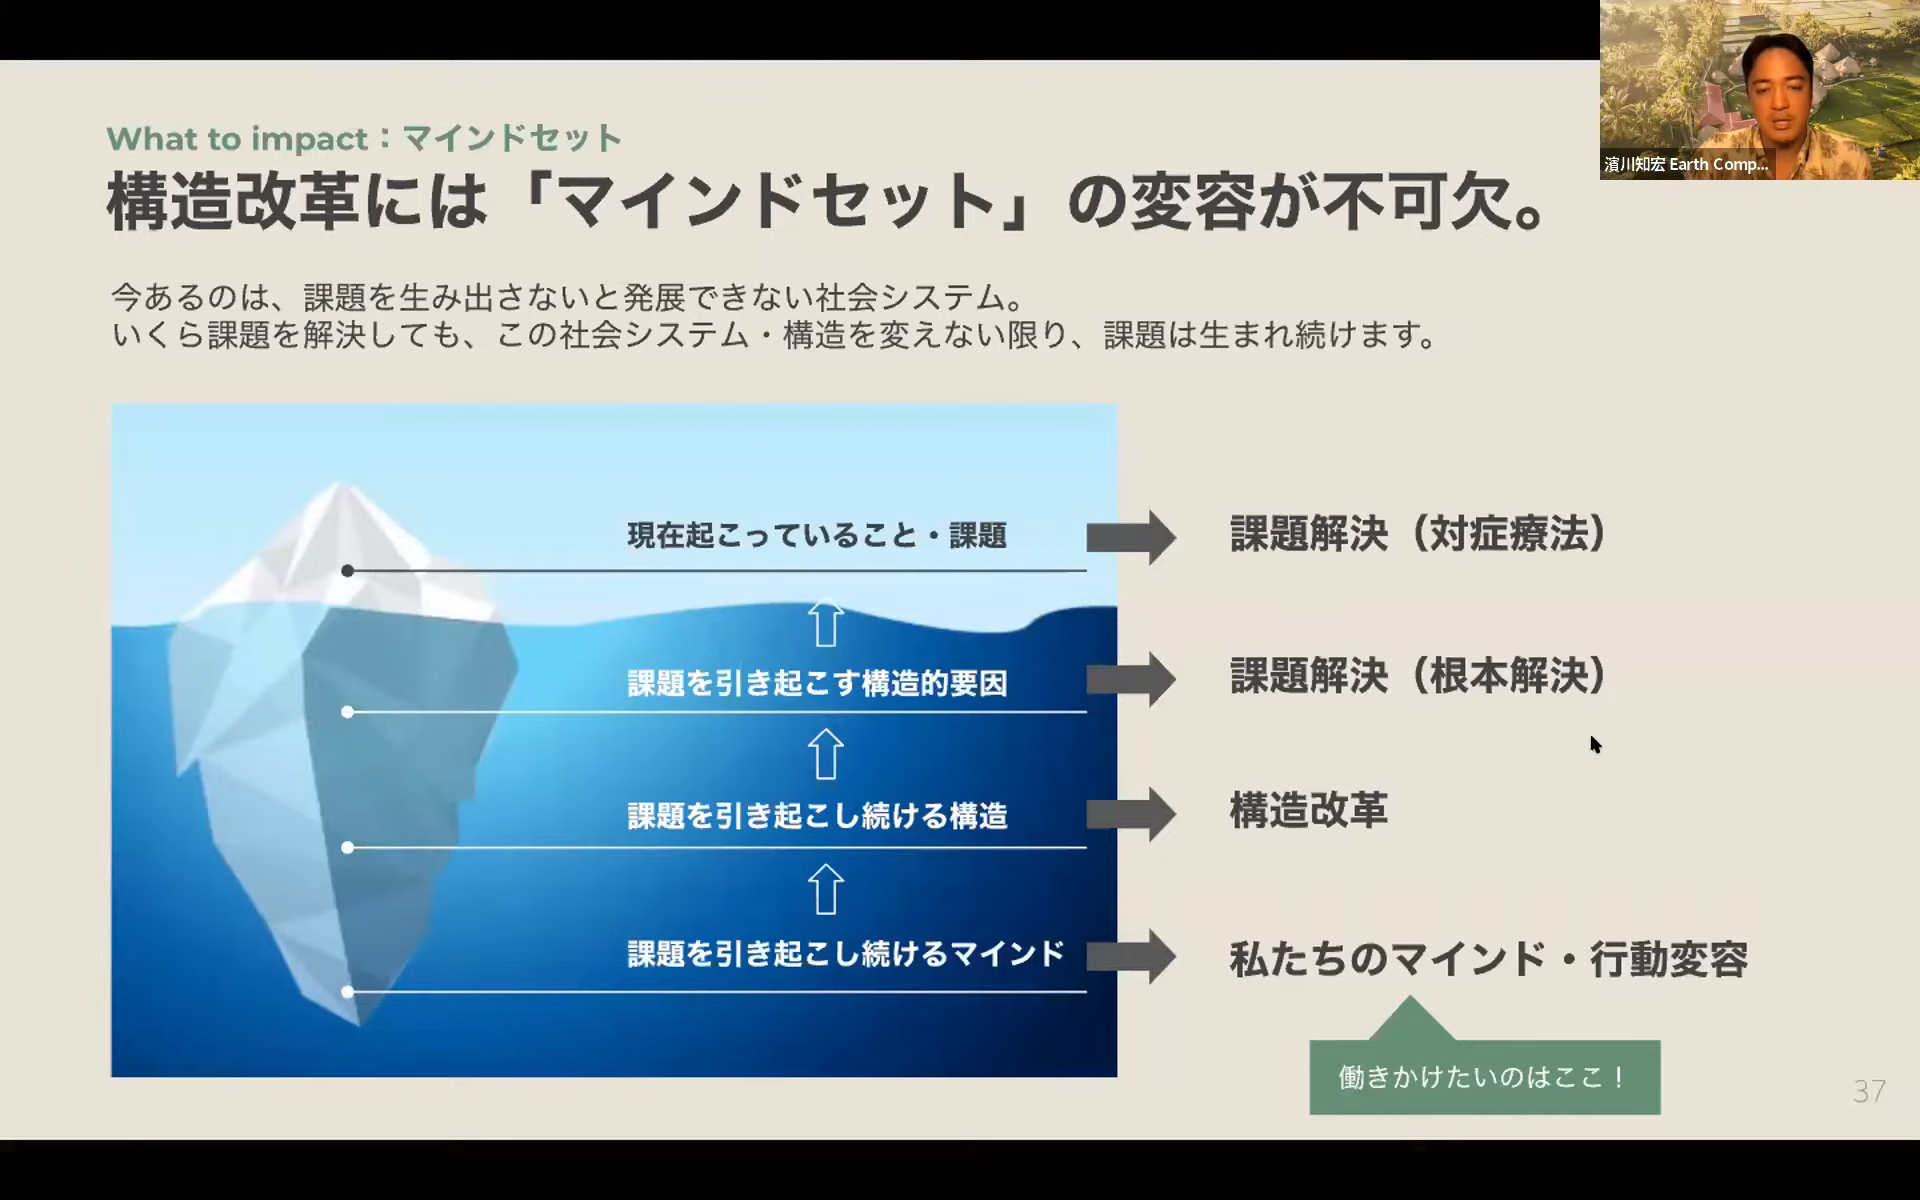 What to impact：マインドセット
構造改革には「マインドセット」の変容が不可欠。
今あるのは、課題を生み出さないと発展できない社会システム。
いくら課題を解決しても、この社会システム・構造を変えない限り、課題は生まれ続けます。
現在起こっていること・課題
課題解決（対症療法）
課題を引き起こす構造的要因
課題解決（根本解決）
課題を引き起こし続ける構造
構造改革
課題を引き起こし続けるマインド
私たちのマインド・行動変容
働きかけたいのはここ！
37
濱川知宏 Earth Comp...